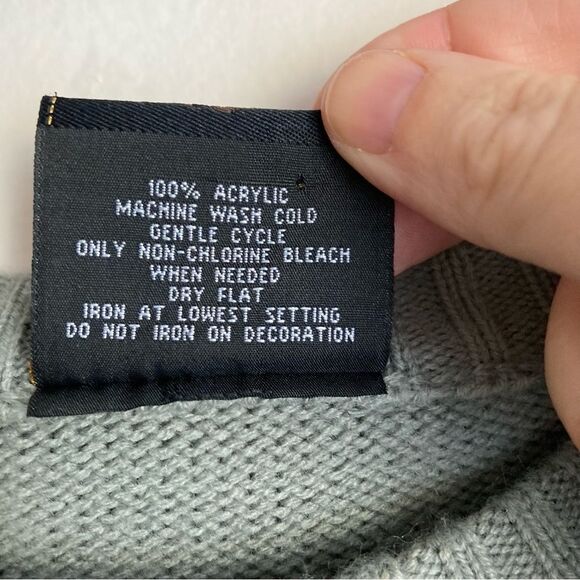 100% ACRYLIC
MACHINE WASH COLD
GENTLE CYCLE
ONLY NON-CHLORINE BLEACH
WHEN NEEDED
DRY FLAT
IRON AT LOWEST SETTING
DO NOT IRON ON DECORATION